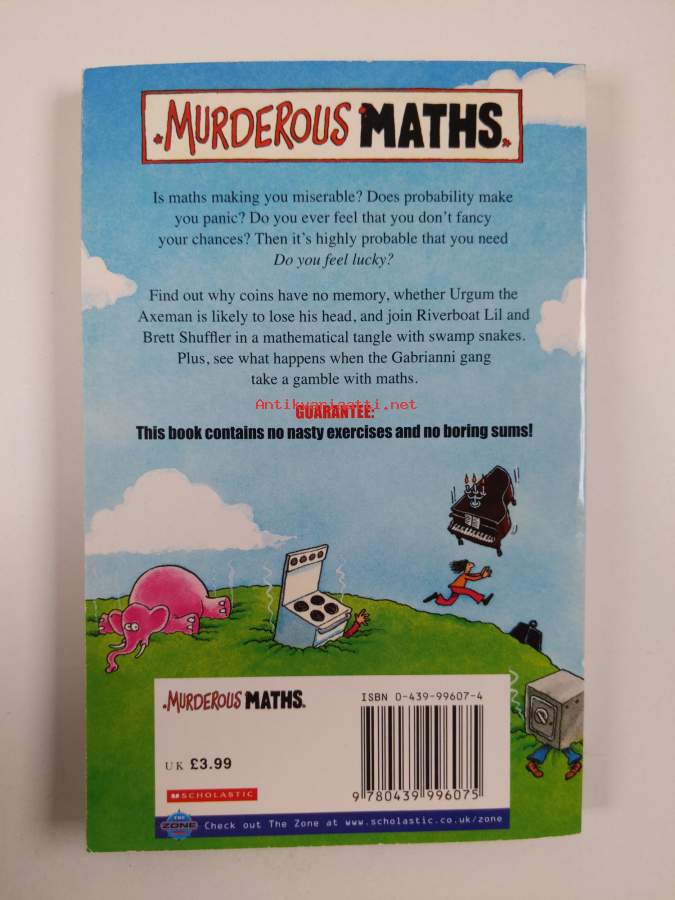 MURDEROUS MATHS
Is maths making you miserable? Does probability make
you panic? Do you ever feel that you don't fancy
your chances? Then it's highly probable that you need
Do you feel lucky?
Find out why coins have no memory, whether Urgum the
Axeman is likely to lose his head, and join Riverboat Lil and
Brett Shuffler in a mathematical tangle with swamp snakes.
Plus, see what happens when the Gabrianni gang
take a gamble with maths.
Antikvariaatti.net
GUARANTEE:
This book contains no nasty exercises and no boring sums!
MURDEROUS MATHS
ISBN 0-439-99607-4
UK £3.99
9 780439 996075
SCHOLASTIC
THE ZONE
Check out The Zone at www.scholastic.co.uk/zone